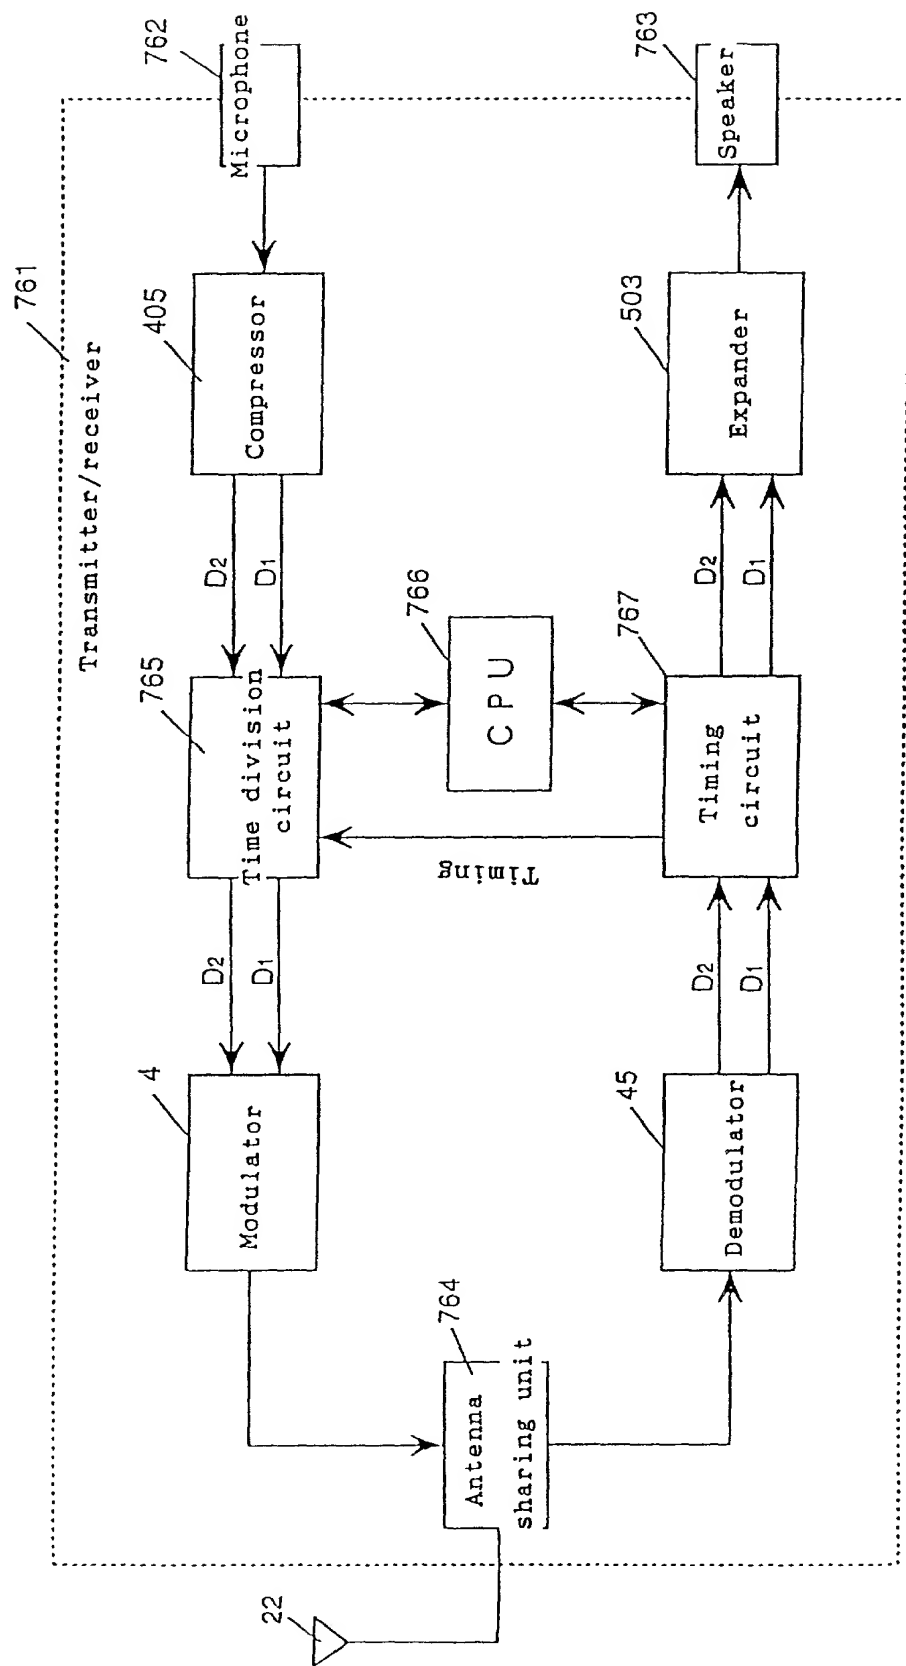 761
Transmitter/receiver
22
764
Antenna
sharing unit
4
Modulator
D2
D1
765
Time division
circuit
D2
D1
405
Compressor
762
Microphone
Timing
766
CPU
45
Demodulator
D2
D1
767
Timing
circuit
D2
D1
503
Expander
763
Speaker